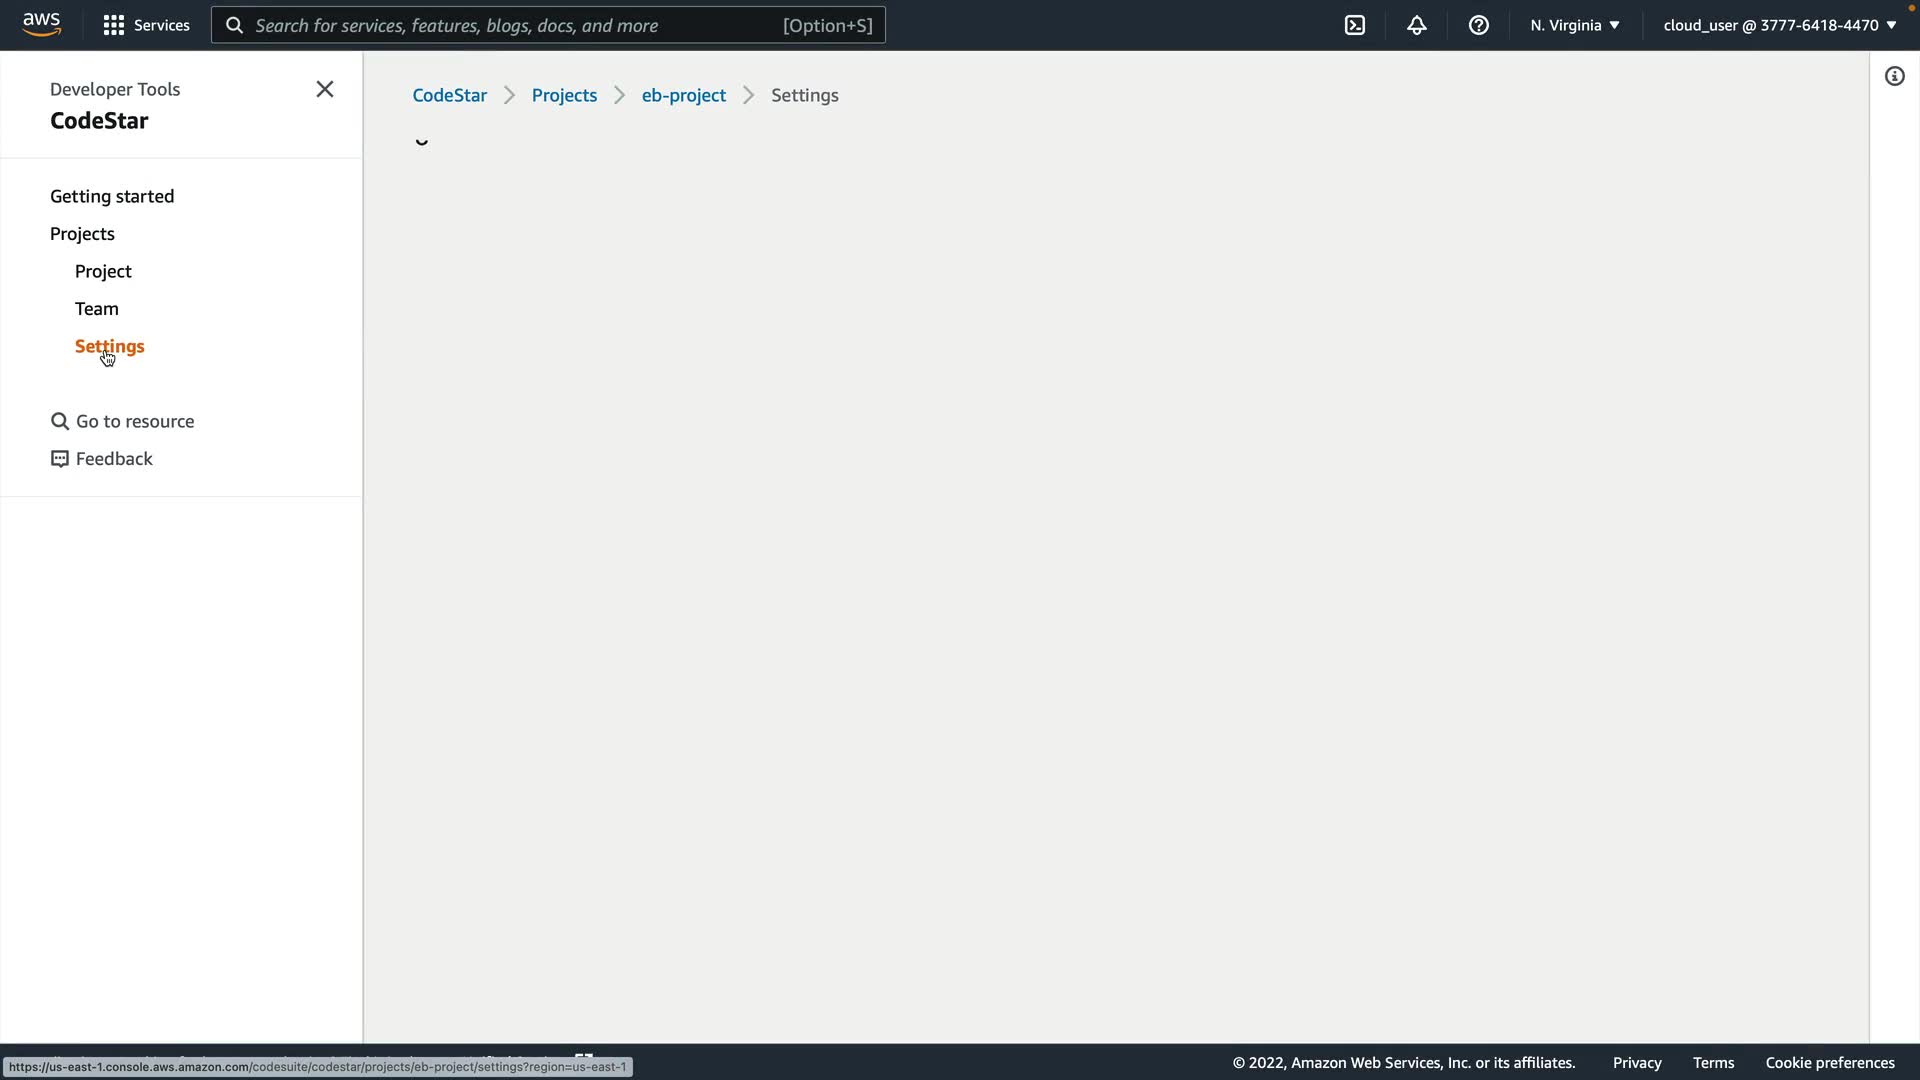 aws
Services
Search for services, features, blogs, docs, and more
[Option+S]
N. Virginia
cloud_user @ 3777-6418-4470
Developer Tools
CodeStar
Getting started
Projects
Project
Team
Settings
Go to resource
Feedback
CodeStar
Projects
eb-project
Settings
https://us-east-1.console.aws.amazon.com/codesuite/codestar/projects/eb-project/settings?region=us-east-1
© 2022, Amazon Web Services, Inc. or its affiliates.
Privacy
Terms
Cookie preferences